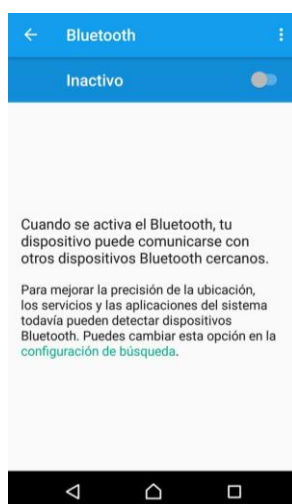 Bluetooth
Inactivo
Cuando se activa el Bluetooth, tu
dispositivo puede comunicarse con
otros dispositivos Bluetooth cercanos.
Para mejorar la precisión de la ubicación,
los servicios y las aplicaciones del sistema
todavía pueden detectar dispositivos
Bluetooth. Puedes cambiar esta opción en la
configuración de búsqueda.